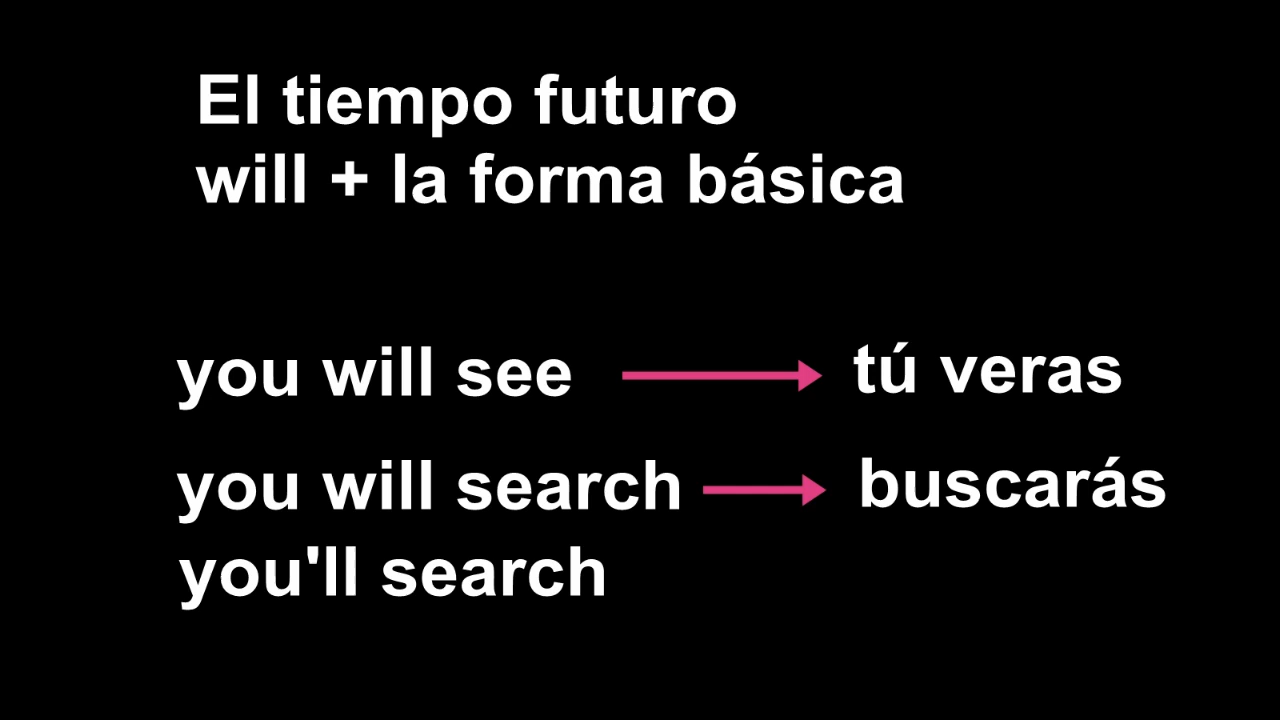 El tiempo futuro
will + la forma básica
you will see → tú veras
you will search → buscarás
you'll search